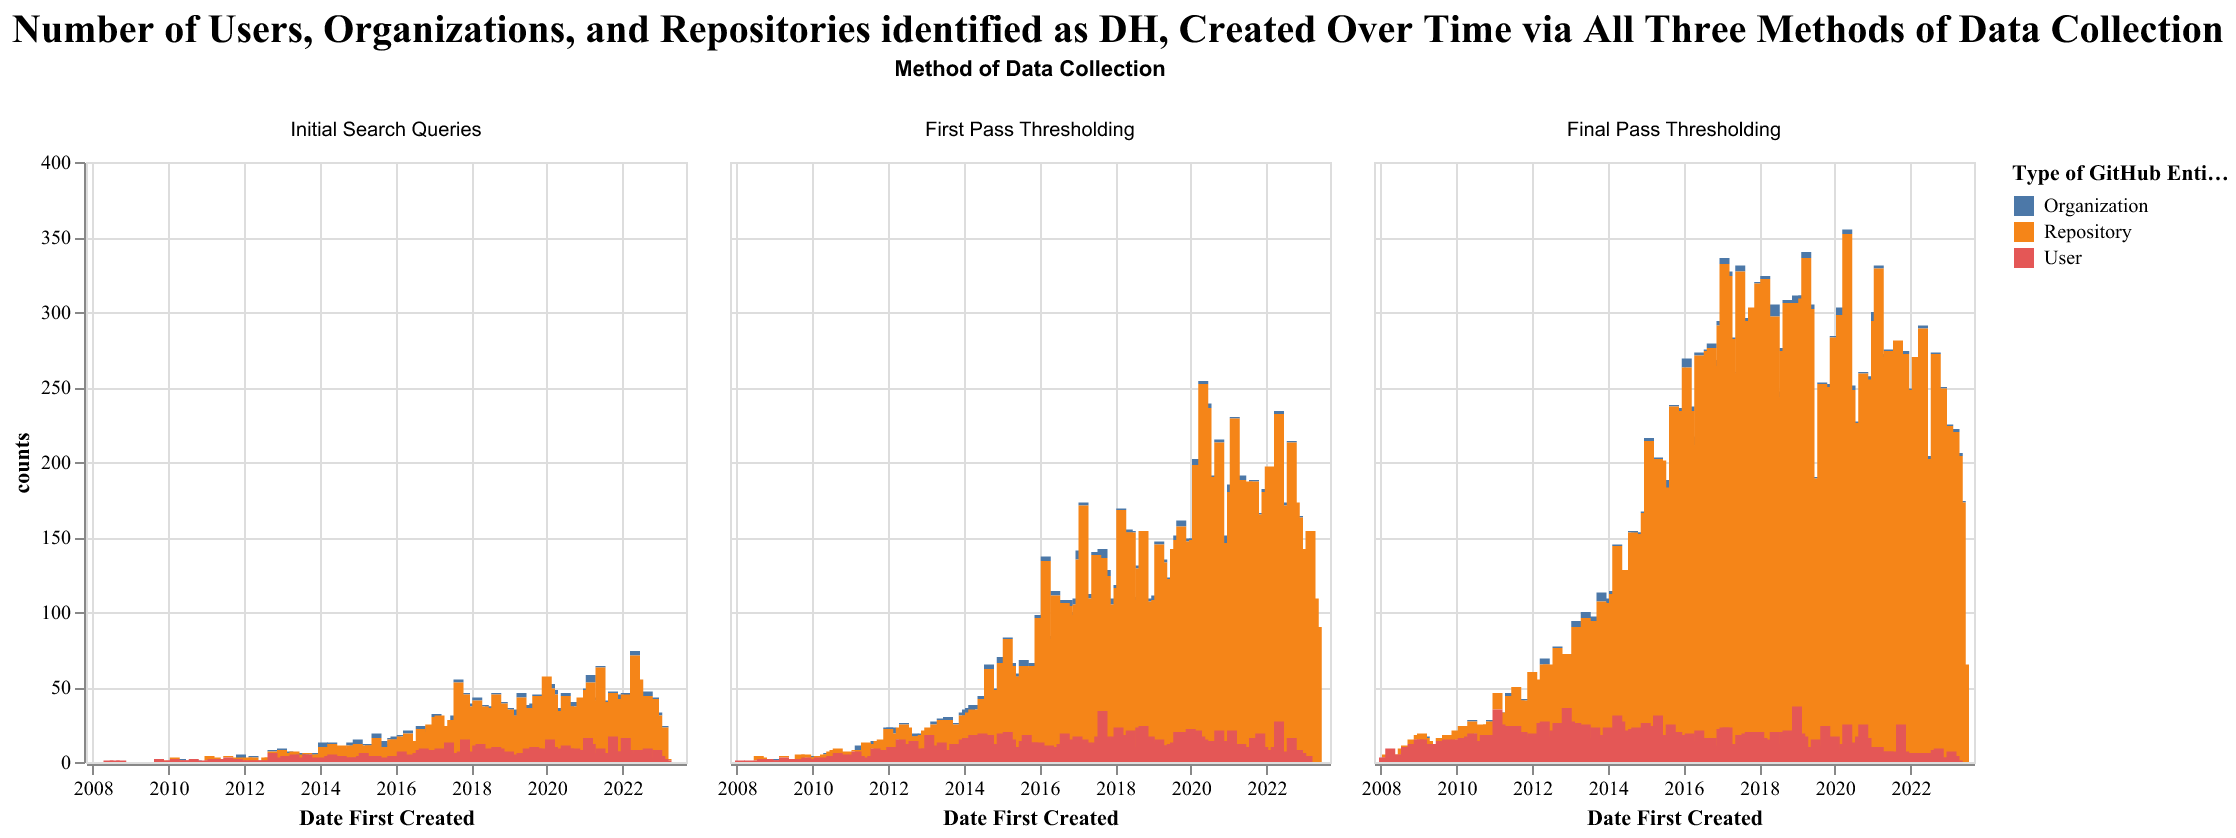 Number of Users, Organizations, and Repositories identified as DH, Created Over Time via All Three Methods of Data Collection
Method of Data Collection
Initial Search Queries
First Pass Thresholding
Final Pass Thresholding
400
350
300
250
200
150
100
50
0
counts
2008 2010 2012 2014 2016 2018 2020 2022
2008 2010 2012 2014 2016 2018 2020 2022
2008 2010 2012 2014 2016 2018 2020 2022
Date First Created
Date First Created
Date First Created
Type of GitHub Enti…
Organization
Repository
User